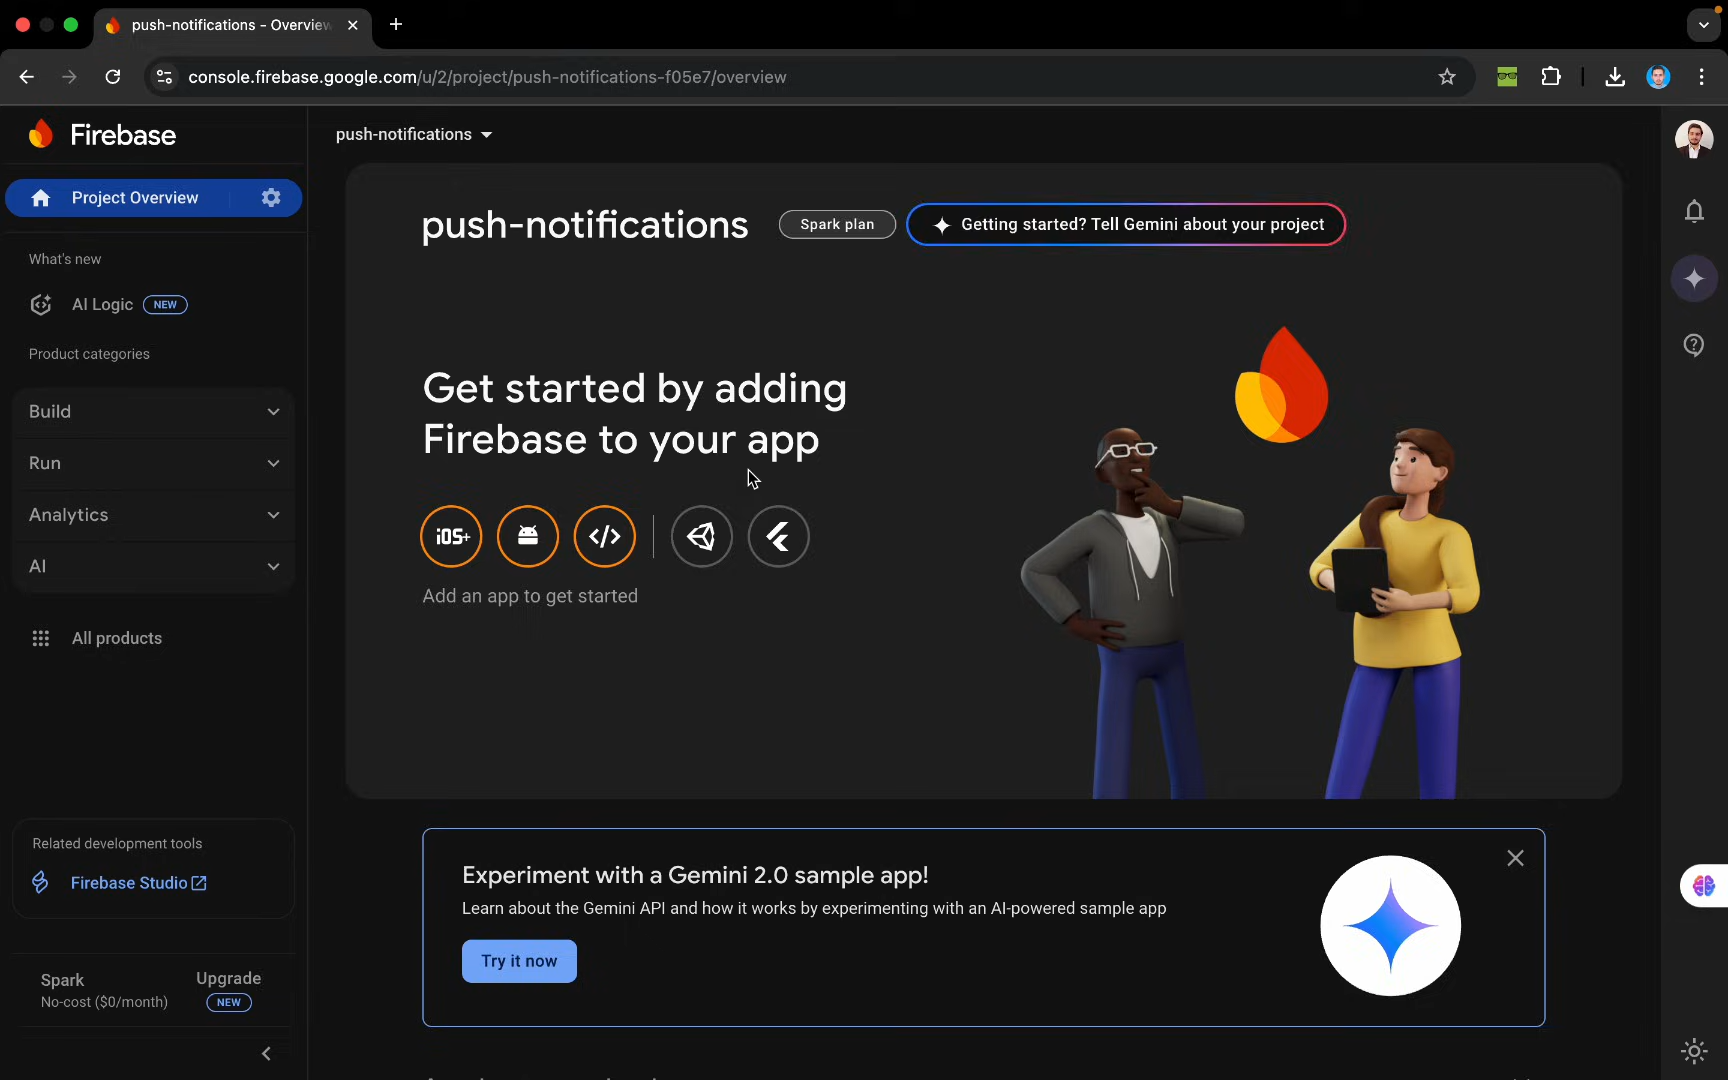 push-notifications - Overview
console.firebase.google.com/u/2/project/push-notifications-f05e7/overview
Firebase
push-notifications
Project Overview
push-notifications
Spark plan
Getting started? Tell Gemini about your project
What's new
AI Logic NEW
Product categories
Build
Run
Analytics
AI
All products
Get started by adding
Firebase to your app
iOS+
Add an app to get started
Related development tools
Firebase Studio
Experiment with a Gemini 2.0 sample app!
Learn about the Gemini API and how it works by experimenting with an AI-powered sample app
Try it now
Spark
No-cost ($0/month)
Upgrade
NEW